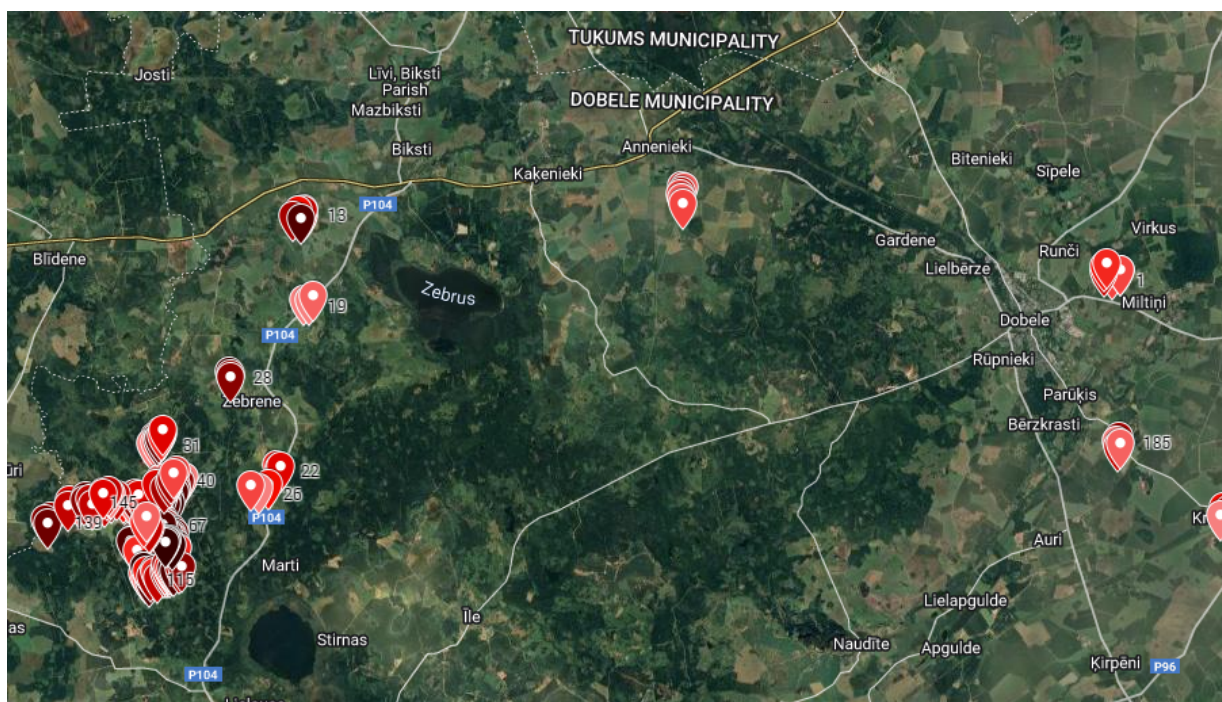 TUKUMS MUNICIPALITY
Josti
Līvi, Biksti
Parish
DOBELE MUNICIPALITY
Mazbiksti
Biksti
Annenieki
Bitenieki
Kaķenieki
Sīpele
P104
13
Virkus
Gardene
Runči
Blīdene
Lielbērze
1
Zebrus
Miltiņi
19
Dobele
P104
Rūpnieki
28
Zebrene
Parūķis
Bērzkrasti
31
185
22
40
26
145
P104
139
67
Auri
Marti
115
Lielapgulde
Īle
as
Stirnas
Naudīte
Apgulde
Ķirpēni
P96
P104